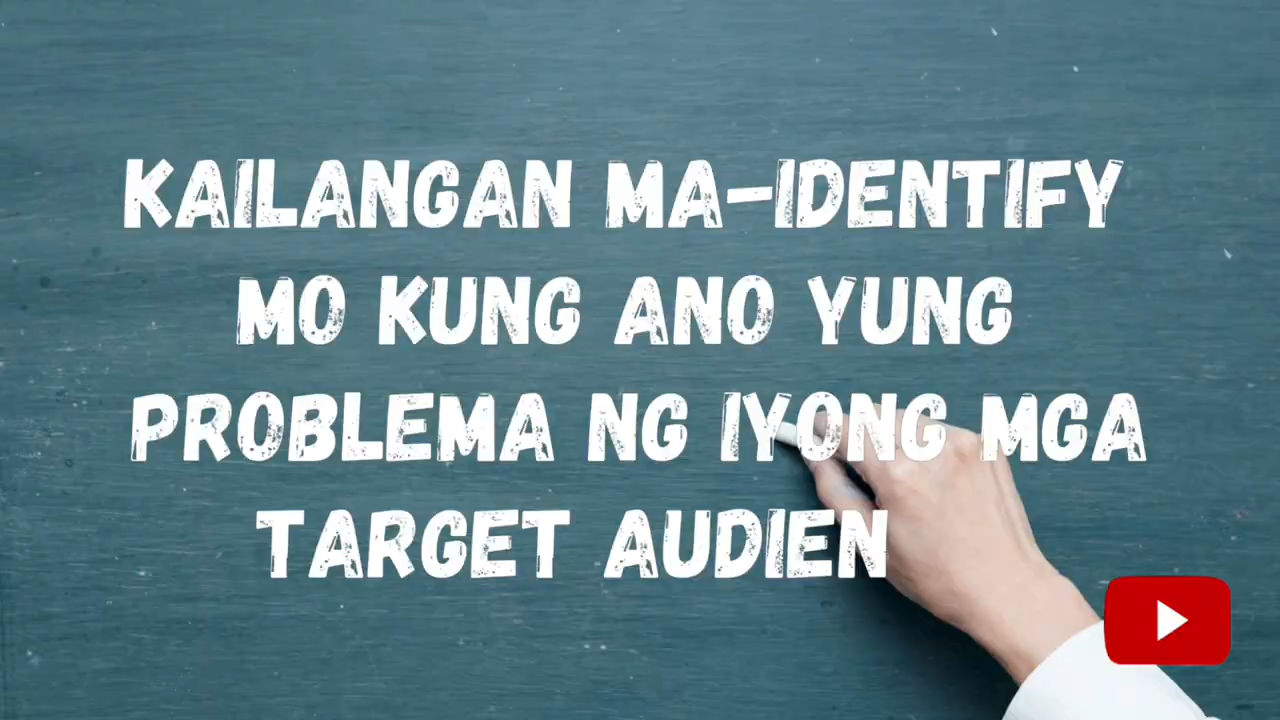 KAILANGAN MA-IDENTIFY
MO KUNG ANO YUNG
PROBLEMA NG IYONG MGA
TARGET AUDIEN